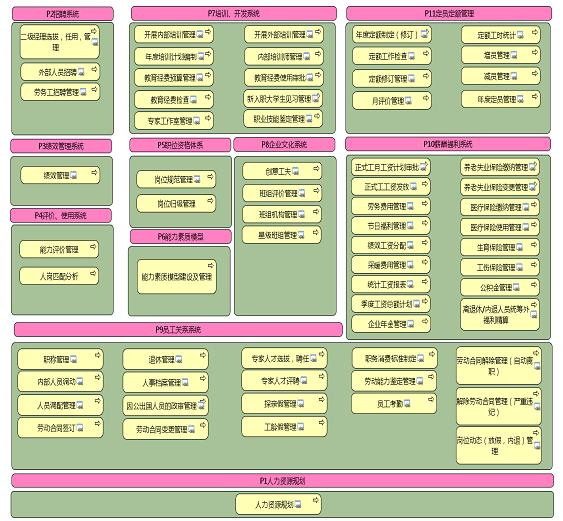 P2招聘系统
二级经理选拔，任用，管
理
外部人员招聘
劳务工招聘管理
P7培训、开发系统
开展内部培训管理
开展外部培训管理
年度培训计划编制
内部培训师管理
教育经费预算管理
教育经费使用审批
教育经费检查
新入职大学生见习管理
专家工作室管理
职业技能鉴定管理
P11定员定额管理
年度定额制定（修订）
定额工时统计
定额工作检查
增员管理
定额修订管理
减员管理
月评价管理
年度定员管理
P3绩效管理系统
绩效管理
P4评价、使用系统
能力评价管理
人岗匹配分析
P5职位资格体系
岗位规范管理
岗位归级管理
P6能力素质模型
能力素质模型建设及管理
P8企业文化系统
创意工夫
班组评价管理
班组机构管理
星级班组管理
P10薪酬福利系统
正式工月工资计划审批
养老失业保险缴纳管理
正式工工资发放
养老失业保险变更管理
劳务费用管理
医疗保险缴纳管理
节日福利管理
医疗保险使用管理
绩效工资分配
生育保险管理
采暖费用管理
工伤保险管理
统计工资报表
公积金管理
季度工资总额计划
离退休/内退人员统筹外
福利精算
企业年金管理
P9员工关系系统
职称管理
退休管理
专家人才选拔，聘任
职务消费标准制定
劳动合同解除管理（自动离
职）
内部人员调动
人事档案管理
专家人才评聘
劳动能力鉴定管理
人员调配管理
因公出国人员的政审管理
探亲假管理
员工考勤
解除劳动合同管理（严重违
记）
劳动合同签订
劳动合同变更管理
工龄假管理
岗位动态（放假，内退）管
理
P1人力资源规划
人力资源规划